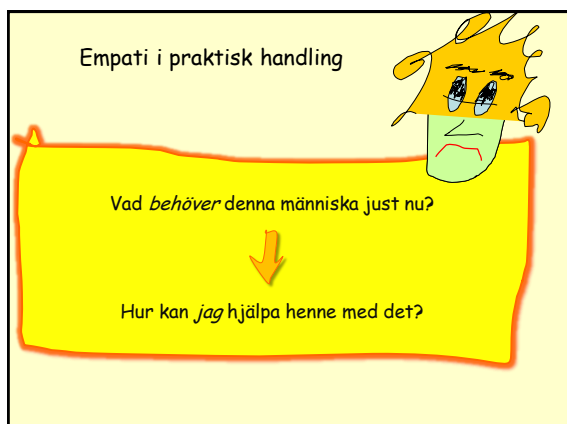 Empati i praktisk handling
Vad behöver denna människa just nu?
Hur kan jag hjälpa henne med det?